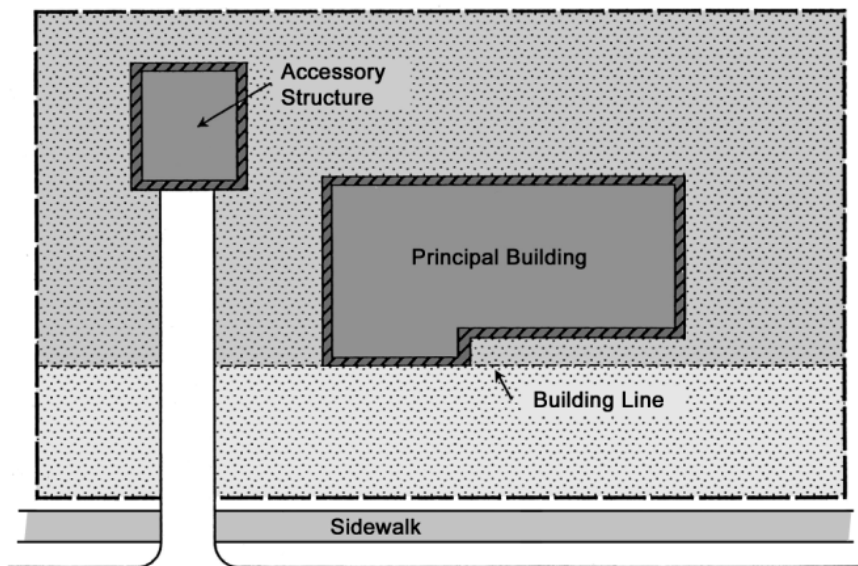 Accessory
Structure
Principal Building
Building Line
Sidewalk